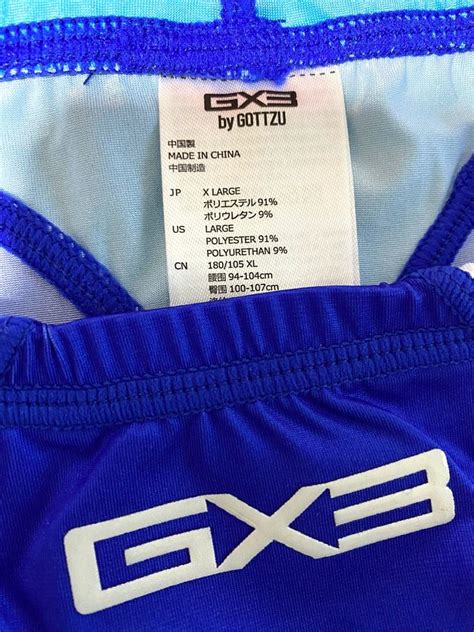 GX3
by GOTTZU
中国製
MADE IN CHINA
中国制造
JP X LARGE
ポリエステル 91%
ポリウレタン 9%
US LARGE
POLYESTER 91%
POLYURETHAN 9%
CN 180/105 XL
腰围 94-104cm
臀围 100-107cm
GX3